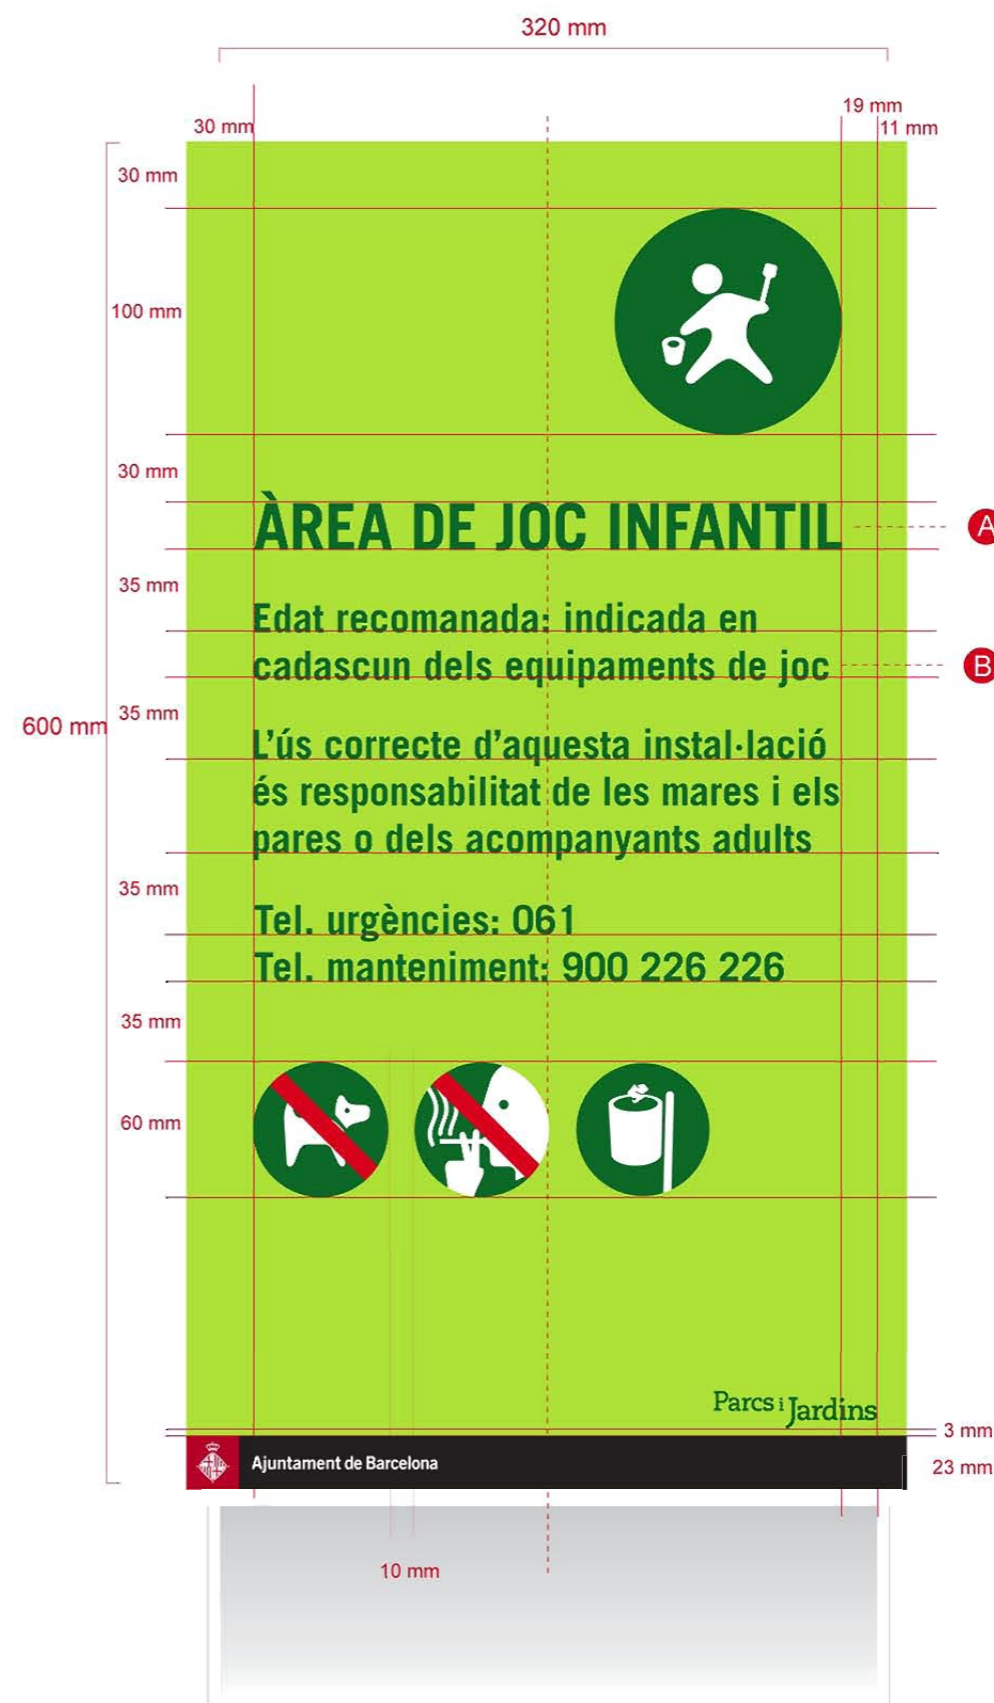 320 mm
19 mm
30 mm
11 mm
30 mm
100 mm
30 mm
ÀREA DE JOC INFANTIL
A
35 mm
Edat recomanada: indicada en
cadascun dels equipaments de joc
B
35 mm
600 mm
L'ús correcte d'aquesta instal·lació
és responsabilitat de les mares i els
pares o dels acompanyants adults
35 mm
Tel. urgències: 061
Tel. manteniment: 900 226 226
35 mm
60 mm
Parcs i Jardins
3 mm
Ajuntament de Barcelona
23 mm
10 mm